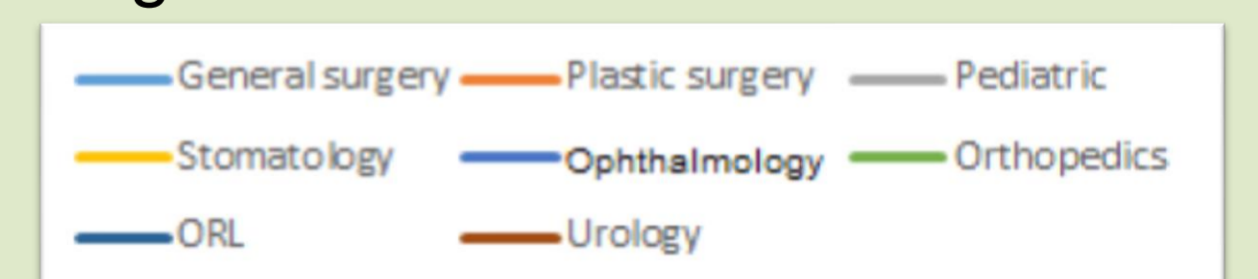 General surgery Plastic surgery Pediatric
Stomatology Ophthalmology Orthopedics
ORL Urology